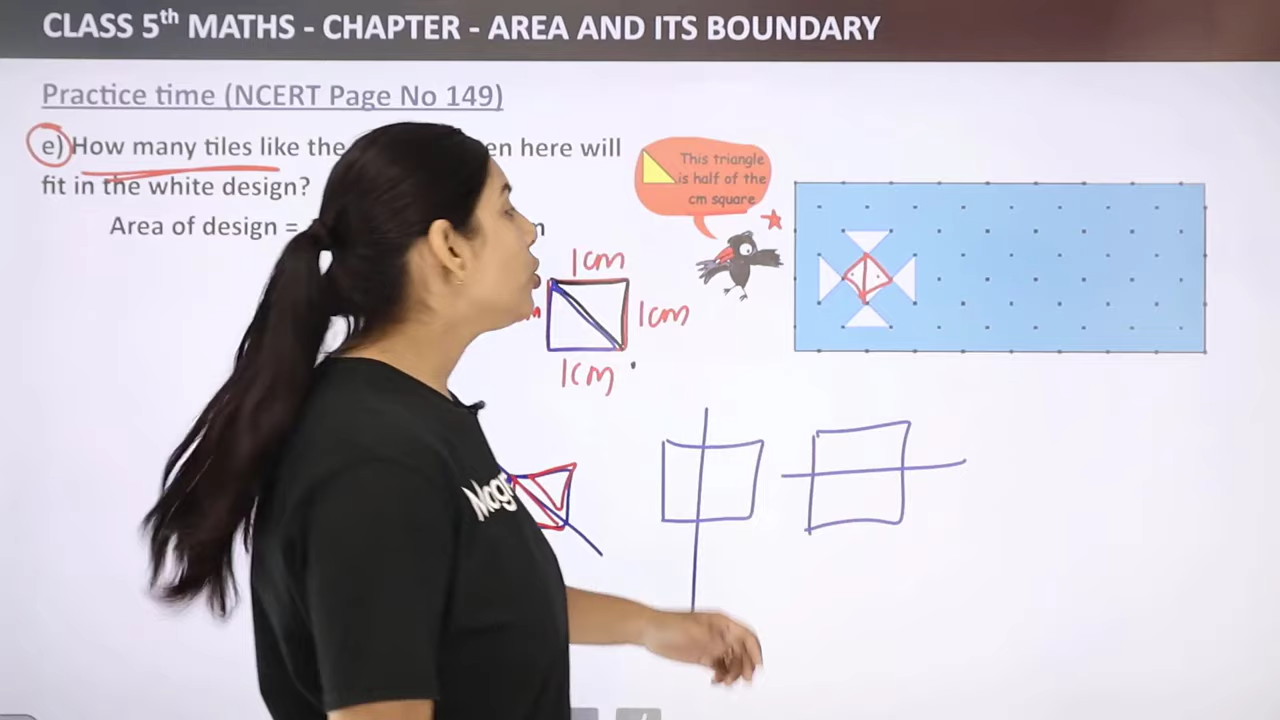 CLASS 5th MATHS - CHAPTER - AREA AND ITS BOUNDARY
Practice time (NCERT Page No 149)
e) How many tiles like the en here will
fit in the white design?
Area of design =
This triangle
is half of the
cm square
1cm
1cm
1cm
Magn